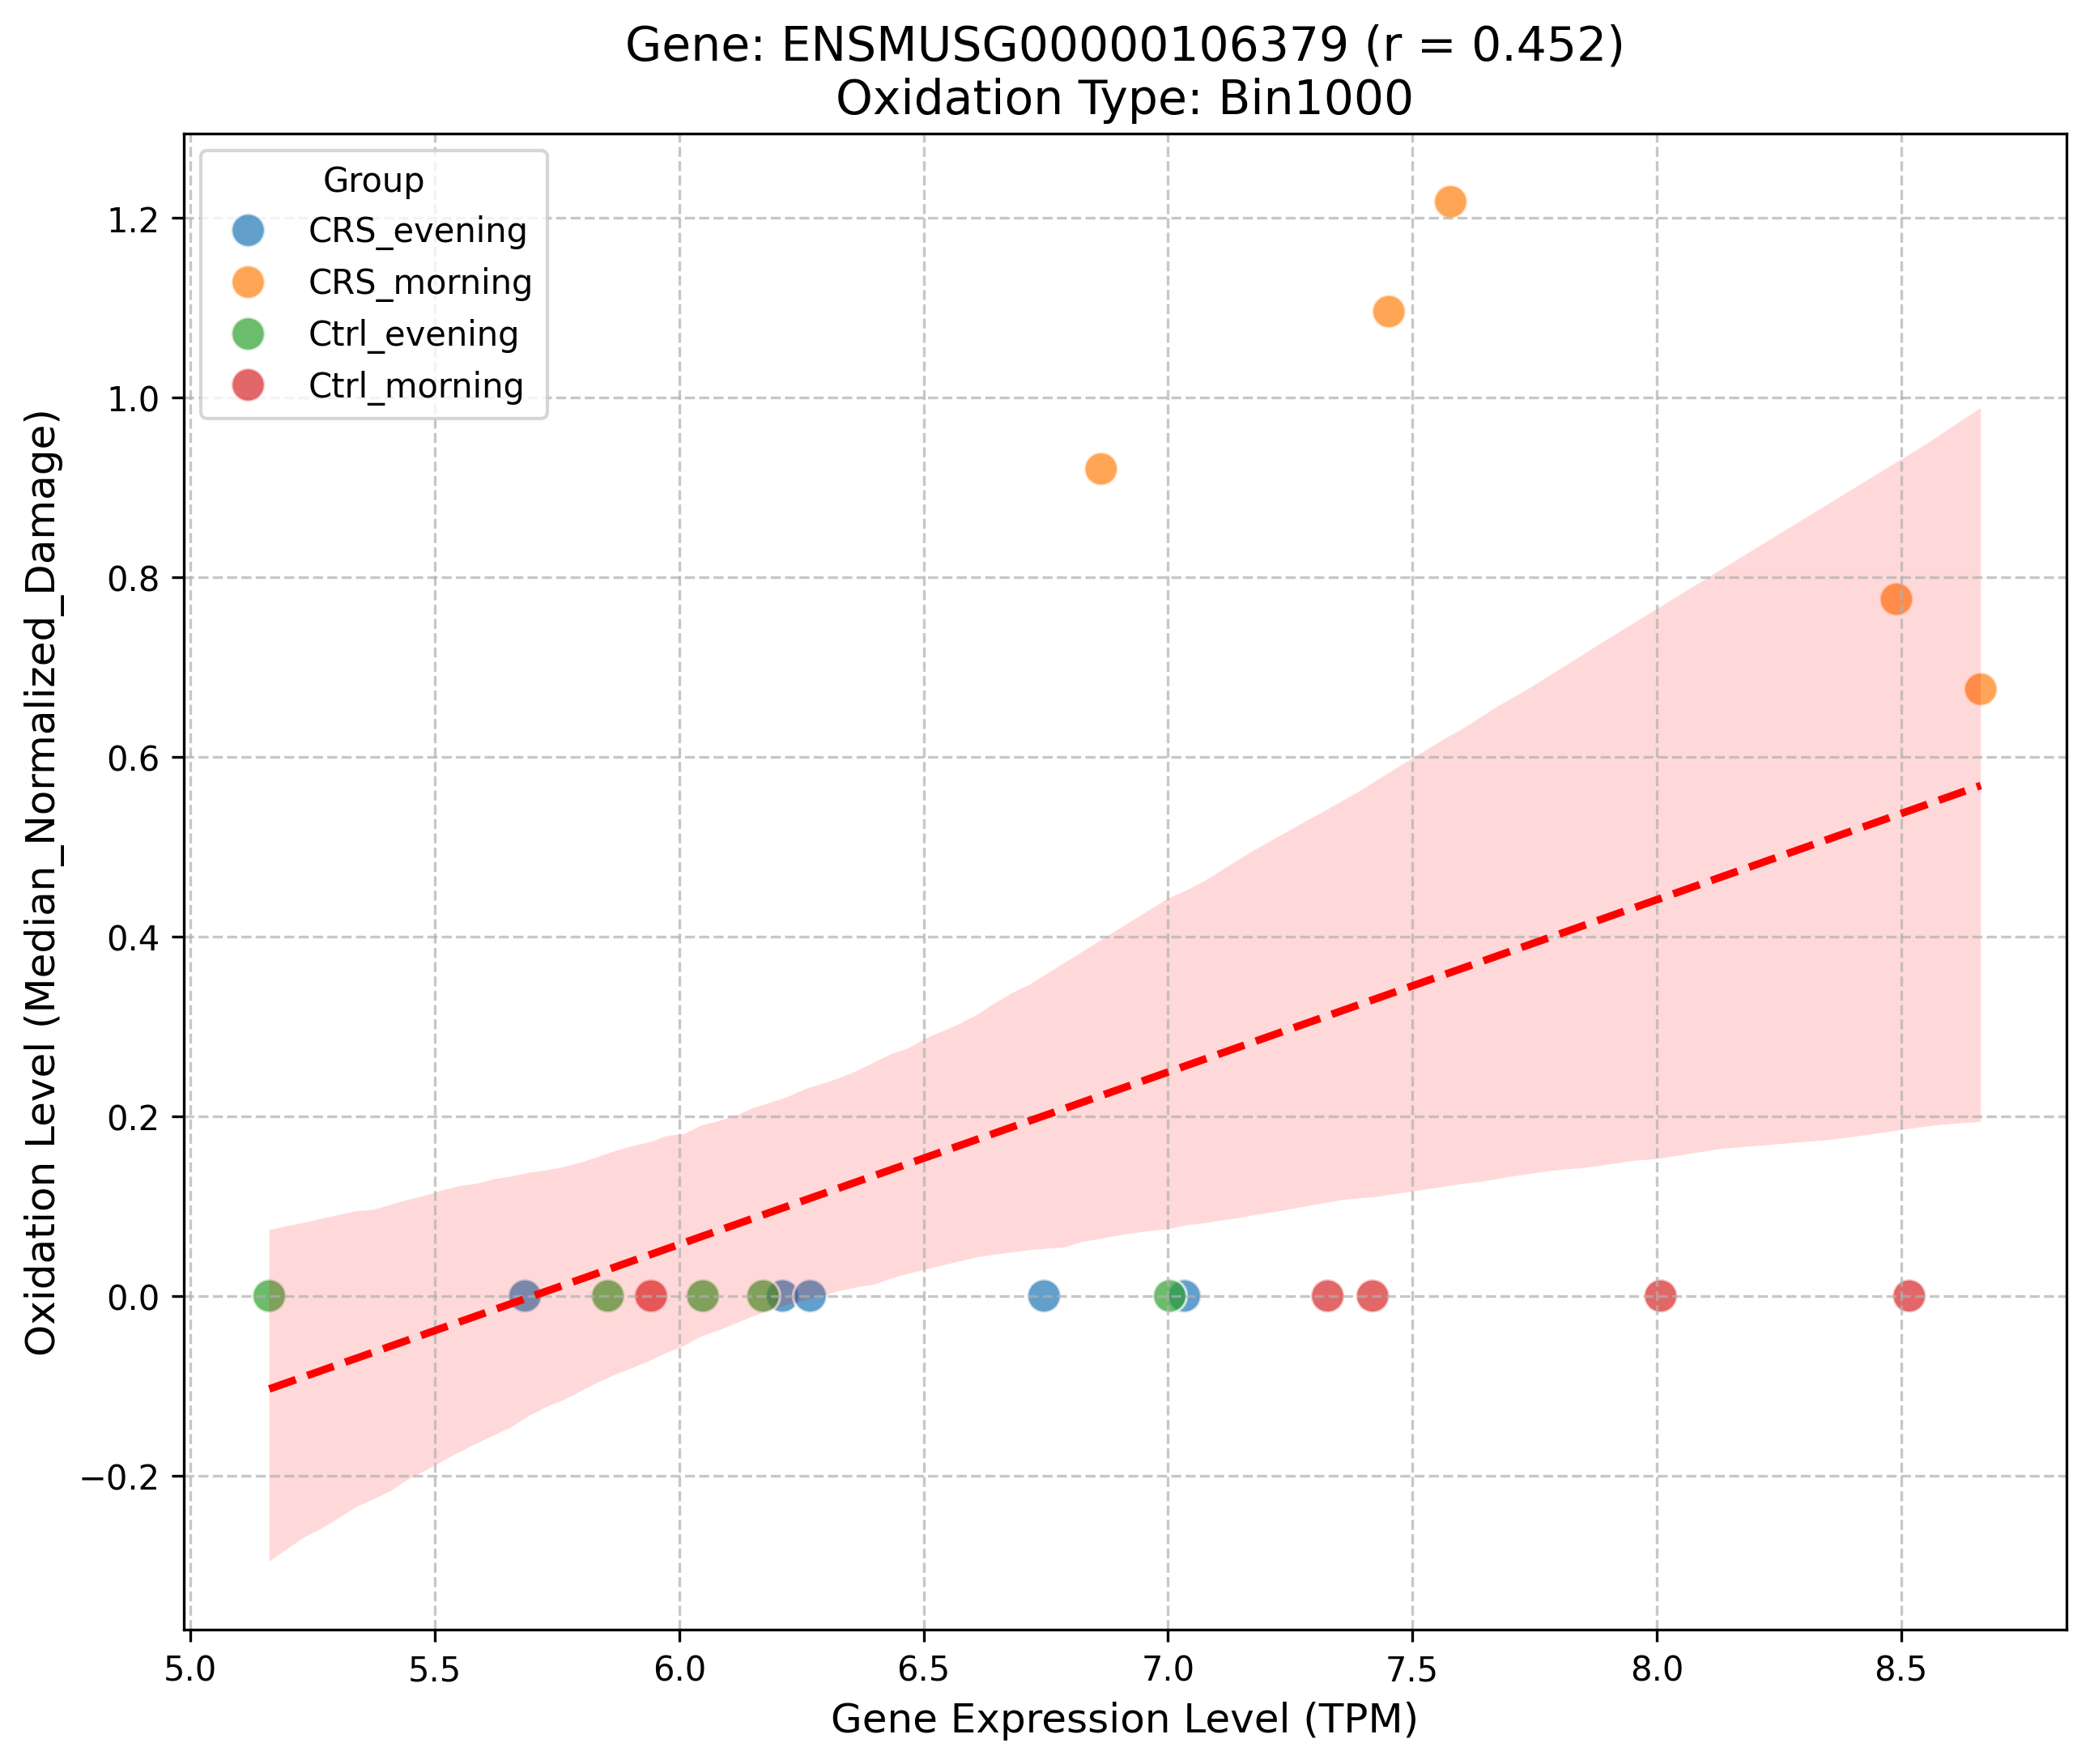 Gene: ENSMUSG00000106379 (r = 0.452)
Oxidation Type: Bin1000
Group
CRS_evening
CRS_morning
Ctrl_evening
Ctrl_morning
Oxidation Level (Median_Normalized_Damage)
1.2
1.0
0.8
0.6
0.4
0.2
0.0
−0.2
5.0 5.5 6.0 6.5 7.0 7.5 8.0 8.5
Gene Expression Level (TPM)